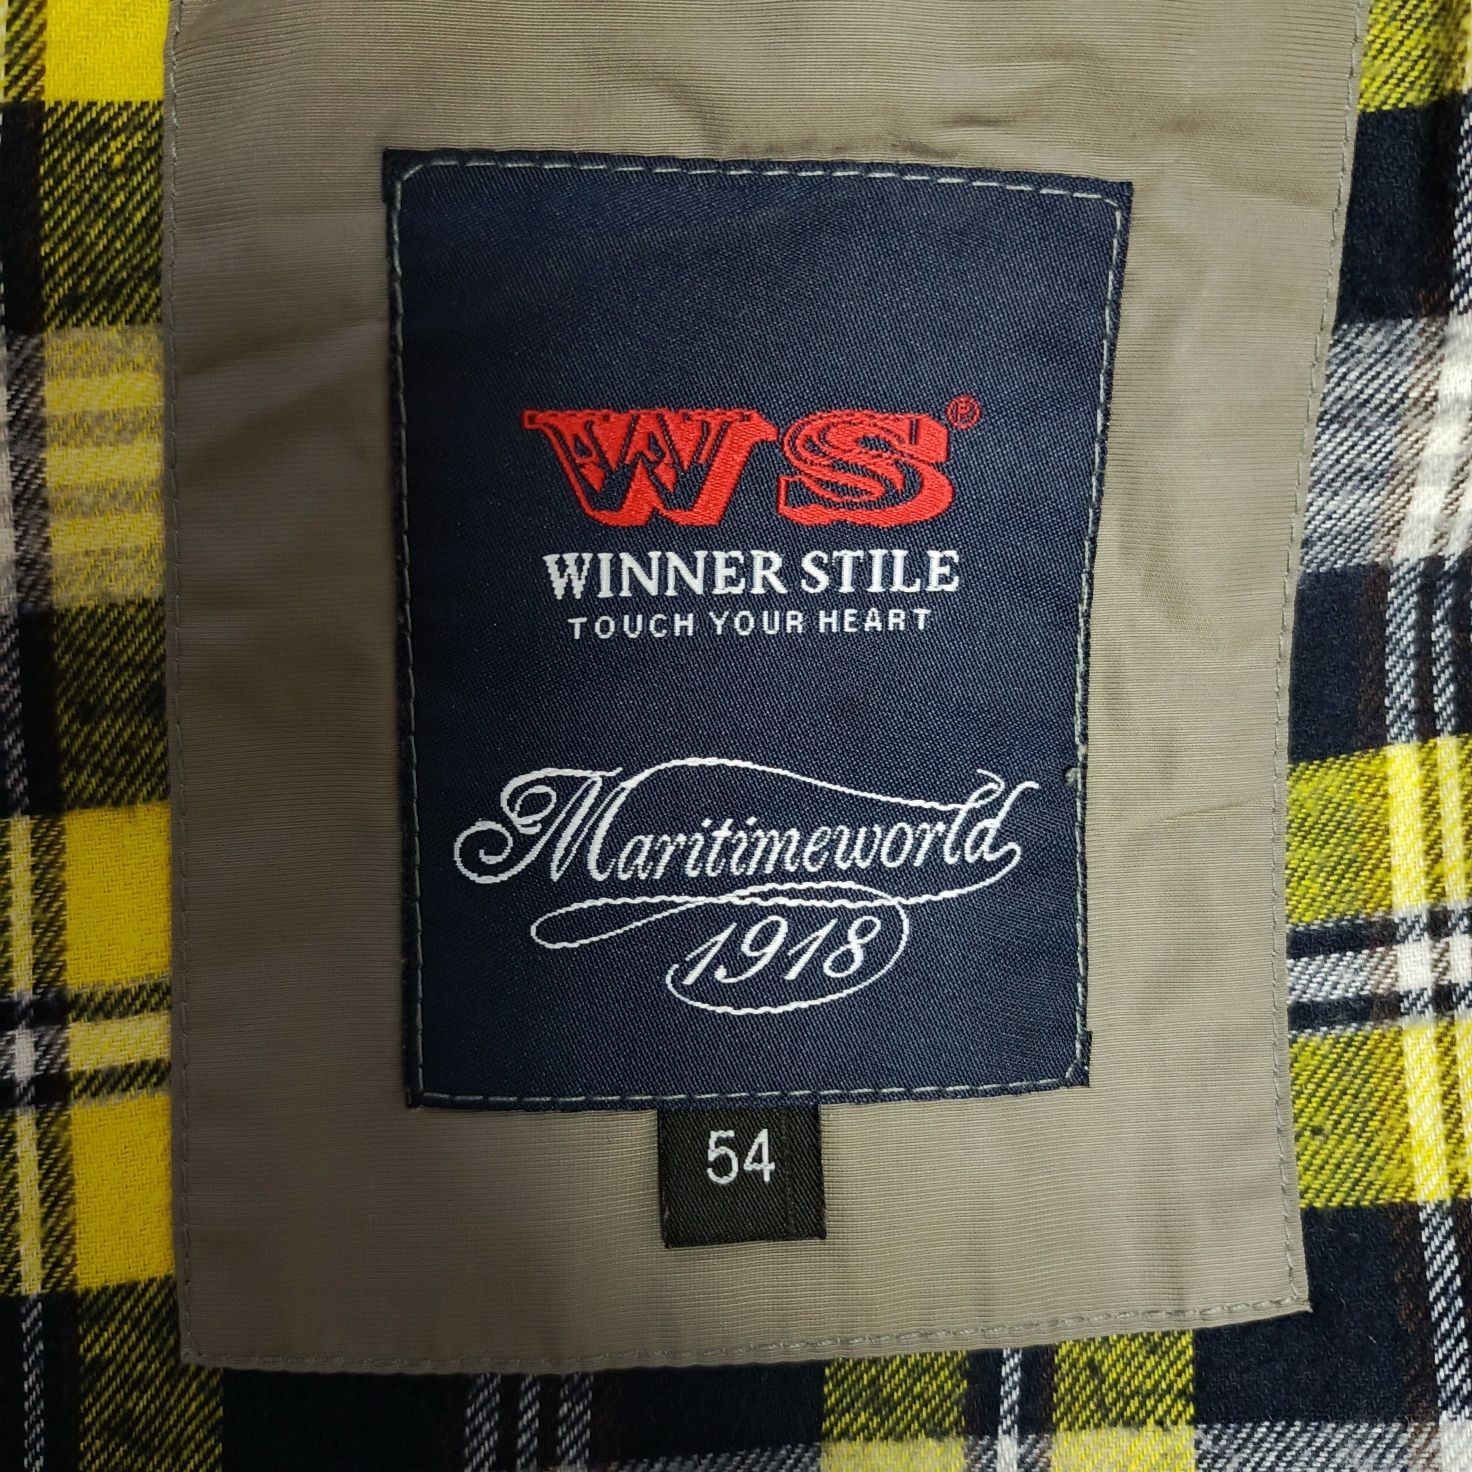 WS ℗
WINNER STILE
TOUCH YOUR HEART
Maritimeworld
1918
54